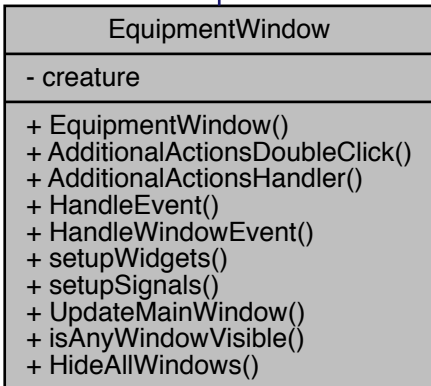 EquipmentWindow
- creature
+ EquipmentWindow()
+ AdditionalActionsDoubleClick()
+ AdditionalActionsHandler()
+ HandleEvent()
+ HandleWindowEvent()
+ setupWidgets()
+ setupSignals()
+ UpdateMainWindow()
+ isAnyWindowVisible()
+ HideAllWindows()